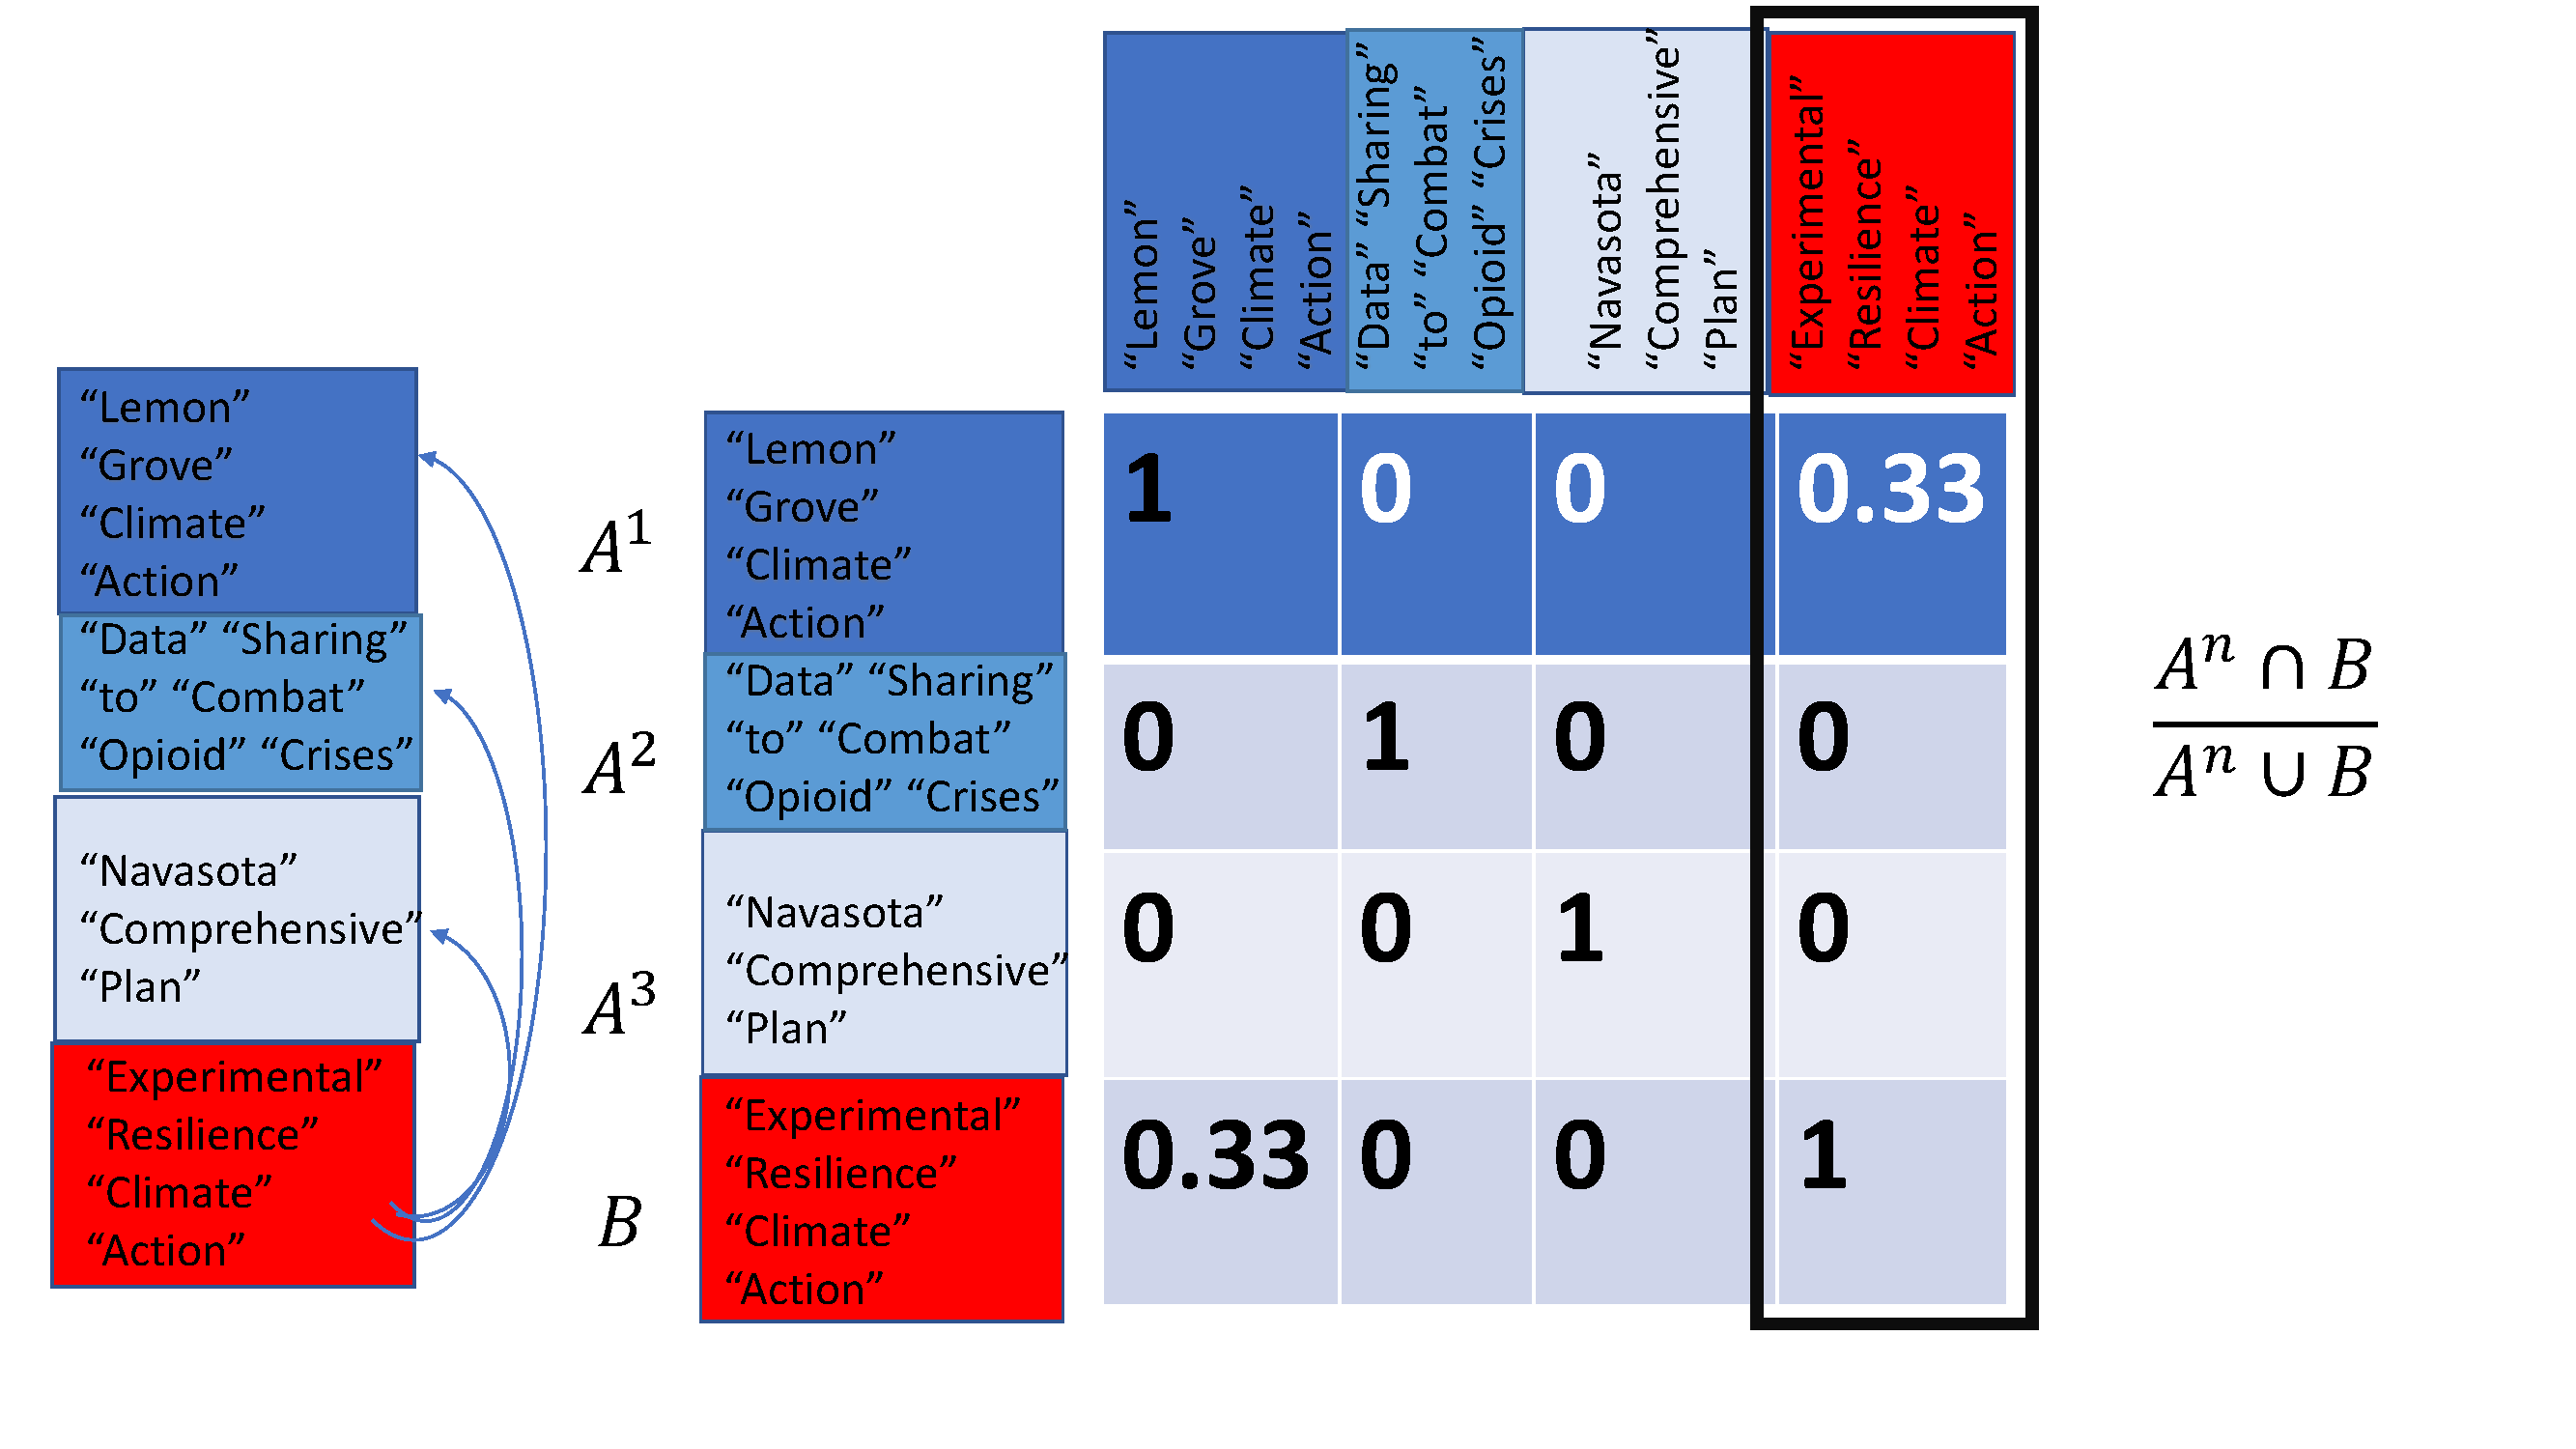 “Lemon”
“Grove”
“Climate”
“Action”
“Data” “Sharing”
“to” “Combat”
“Opioid” “Crises”
“Navasota”
“Comprehensive”
“Plan”
“Experimental”
“Resilience”
“Climate”
“Action”
A¹
A²
A³
B
“Lemon”
“Grove”
“Climate”
“Action”
“Data” “Sharing”
“to” “Combat”
“Opioid” “Crises”
“Navasota”
“Comprehensive”
“Plan”
“Experimental”
“Resilience”
“Climate”
“Action”
“Lemon”
“Grove”
“Climate”
“Action”
“Data” “Sharing”
“to” “Combat”
“Opioid” “Crises”
“Navasota”
“Comprehensive”
“Plan”
“Experimental”
“Resilience”
“Climate”
“Action”
1 0 0 0.33
0 1 0 0
0 0 1 0
0.33 0 0 1
Aⁿ ∩ B
Aⁿ ∪ B